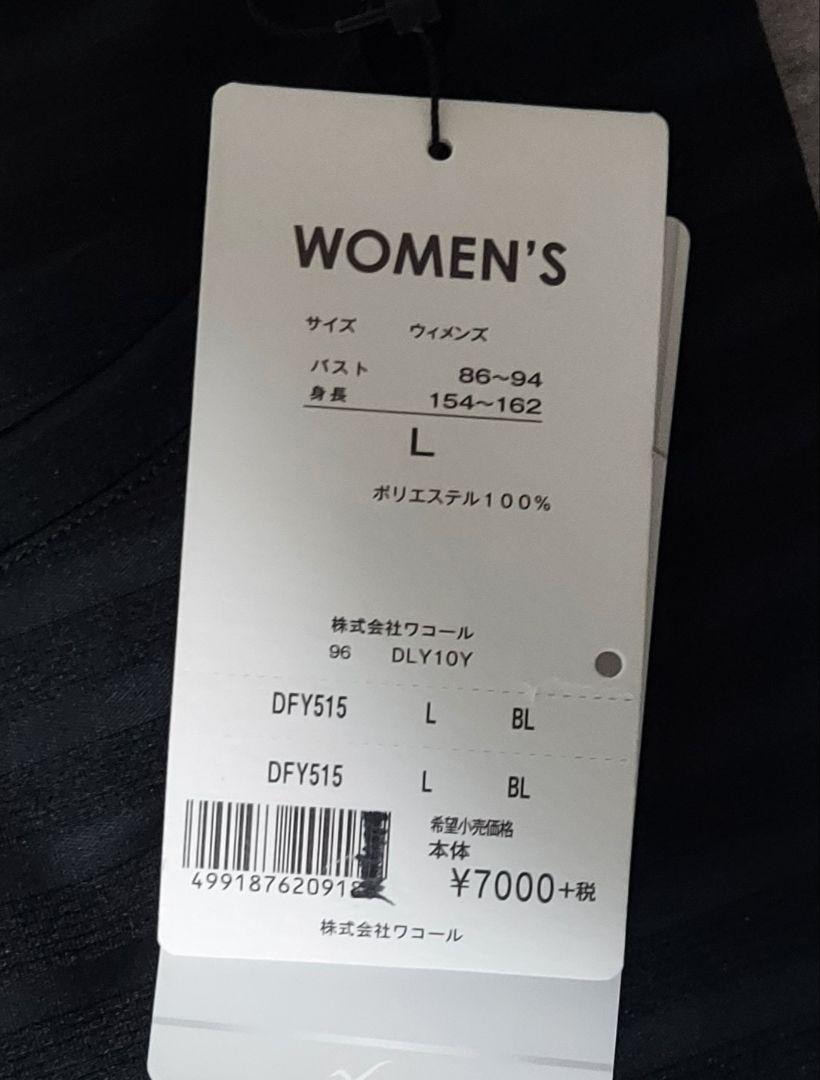 WOMEN'S
サイズ ウィメンズ
バスト 86～94
身長 154～162
L
ポリエステル100%
株式会社ワコール
96 DLY10Y
DFY515 L BL
DFY515 L BL
希望小売価格
本体
¥7000+税
株式会社ワコール